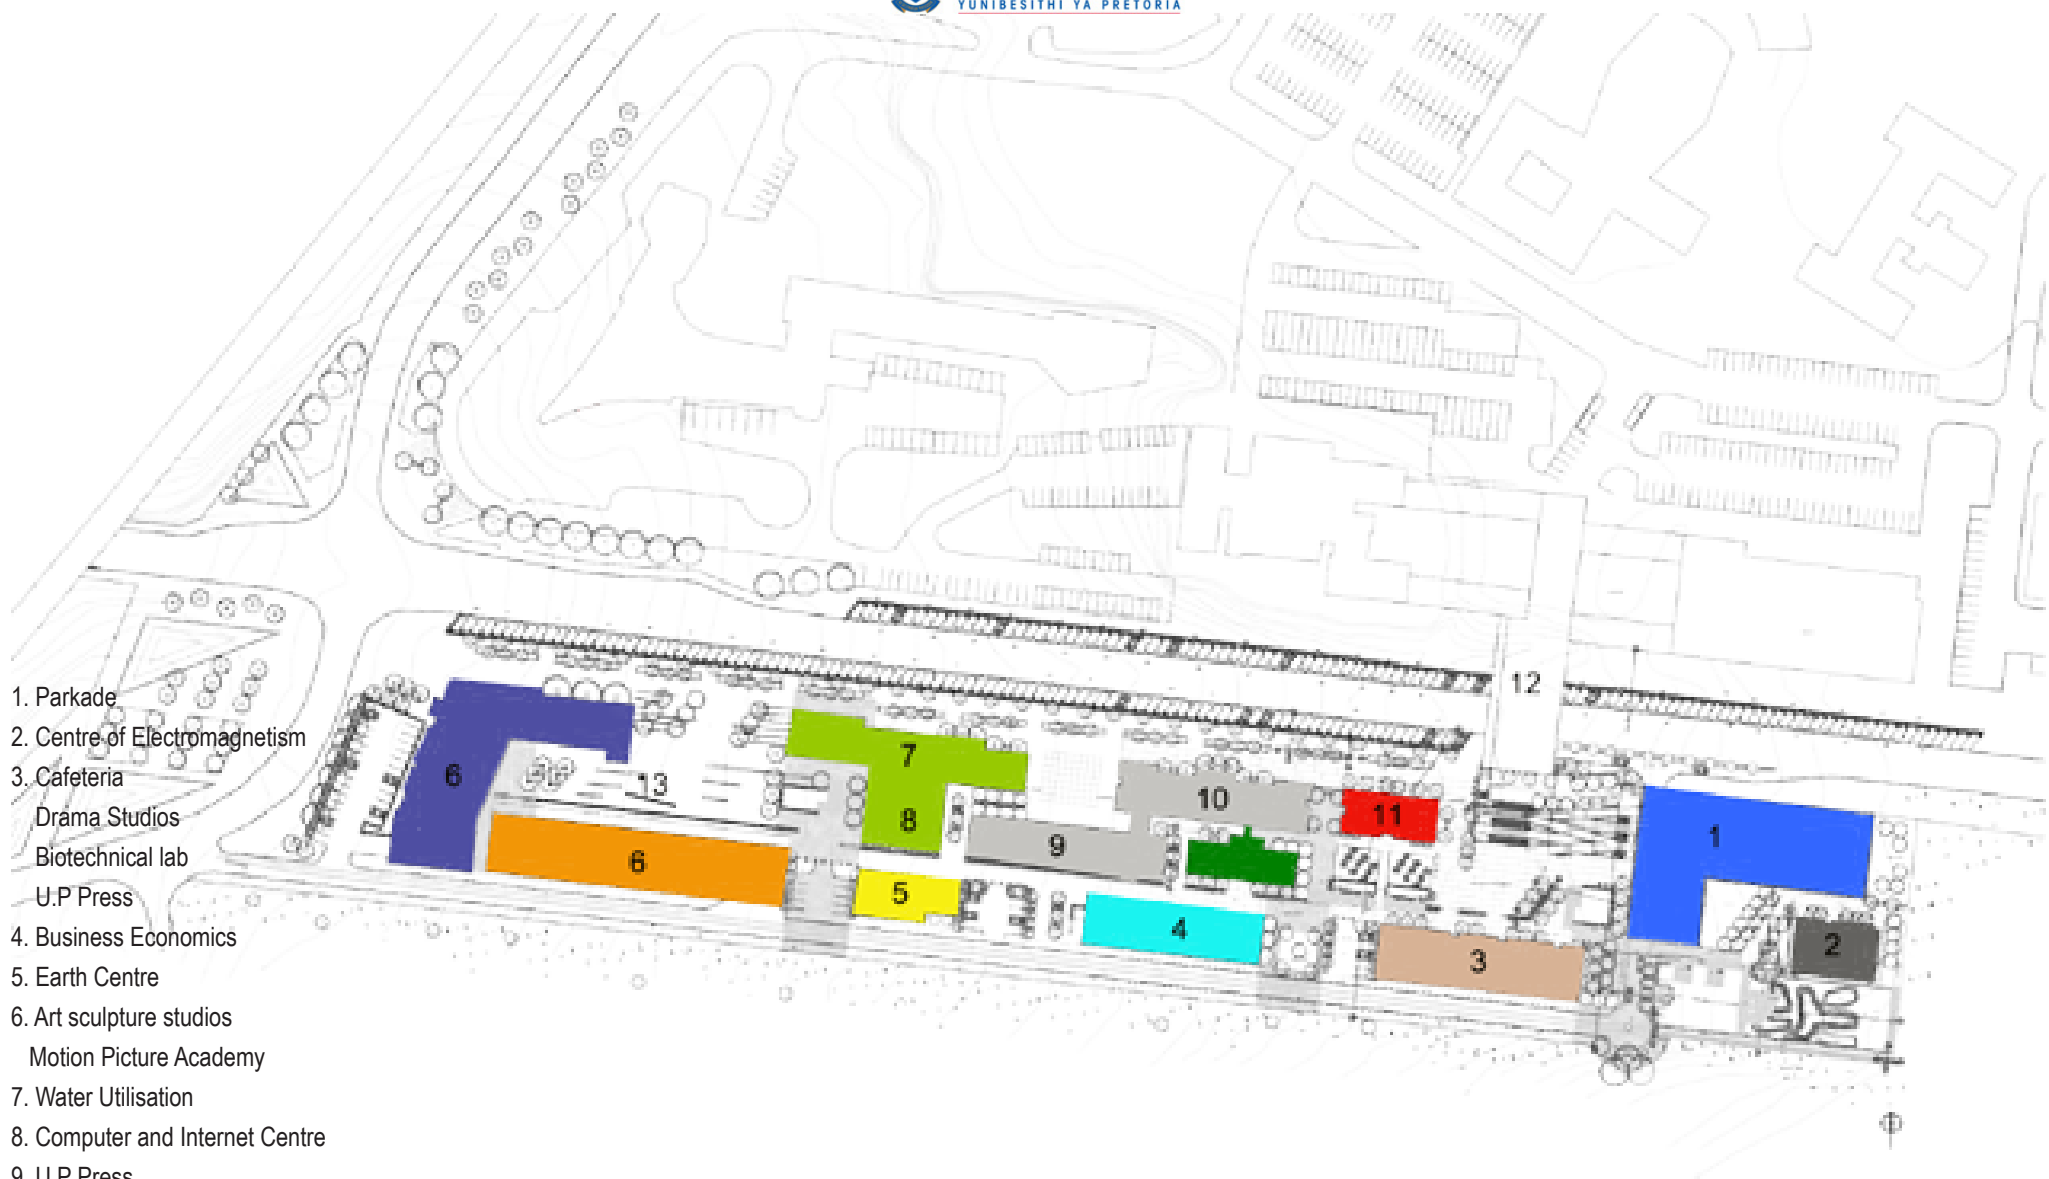 YUNIBESITHI YA PRETORIA
12
1. Parkade
2. Centre of Electromagnetism
3. Cafeteria
Drama Studios
Biotechnical lab
U.P Press
4. Business Economics
5. Earth Centre
6. Art sculpture studios
Motion Picture Academy
7. Water Utilisation
8. Computer and Internet Centre
9. U.P Press
6
13
7
10
11
1
8
9
6
5
4
3
2